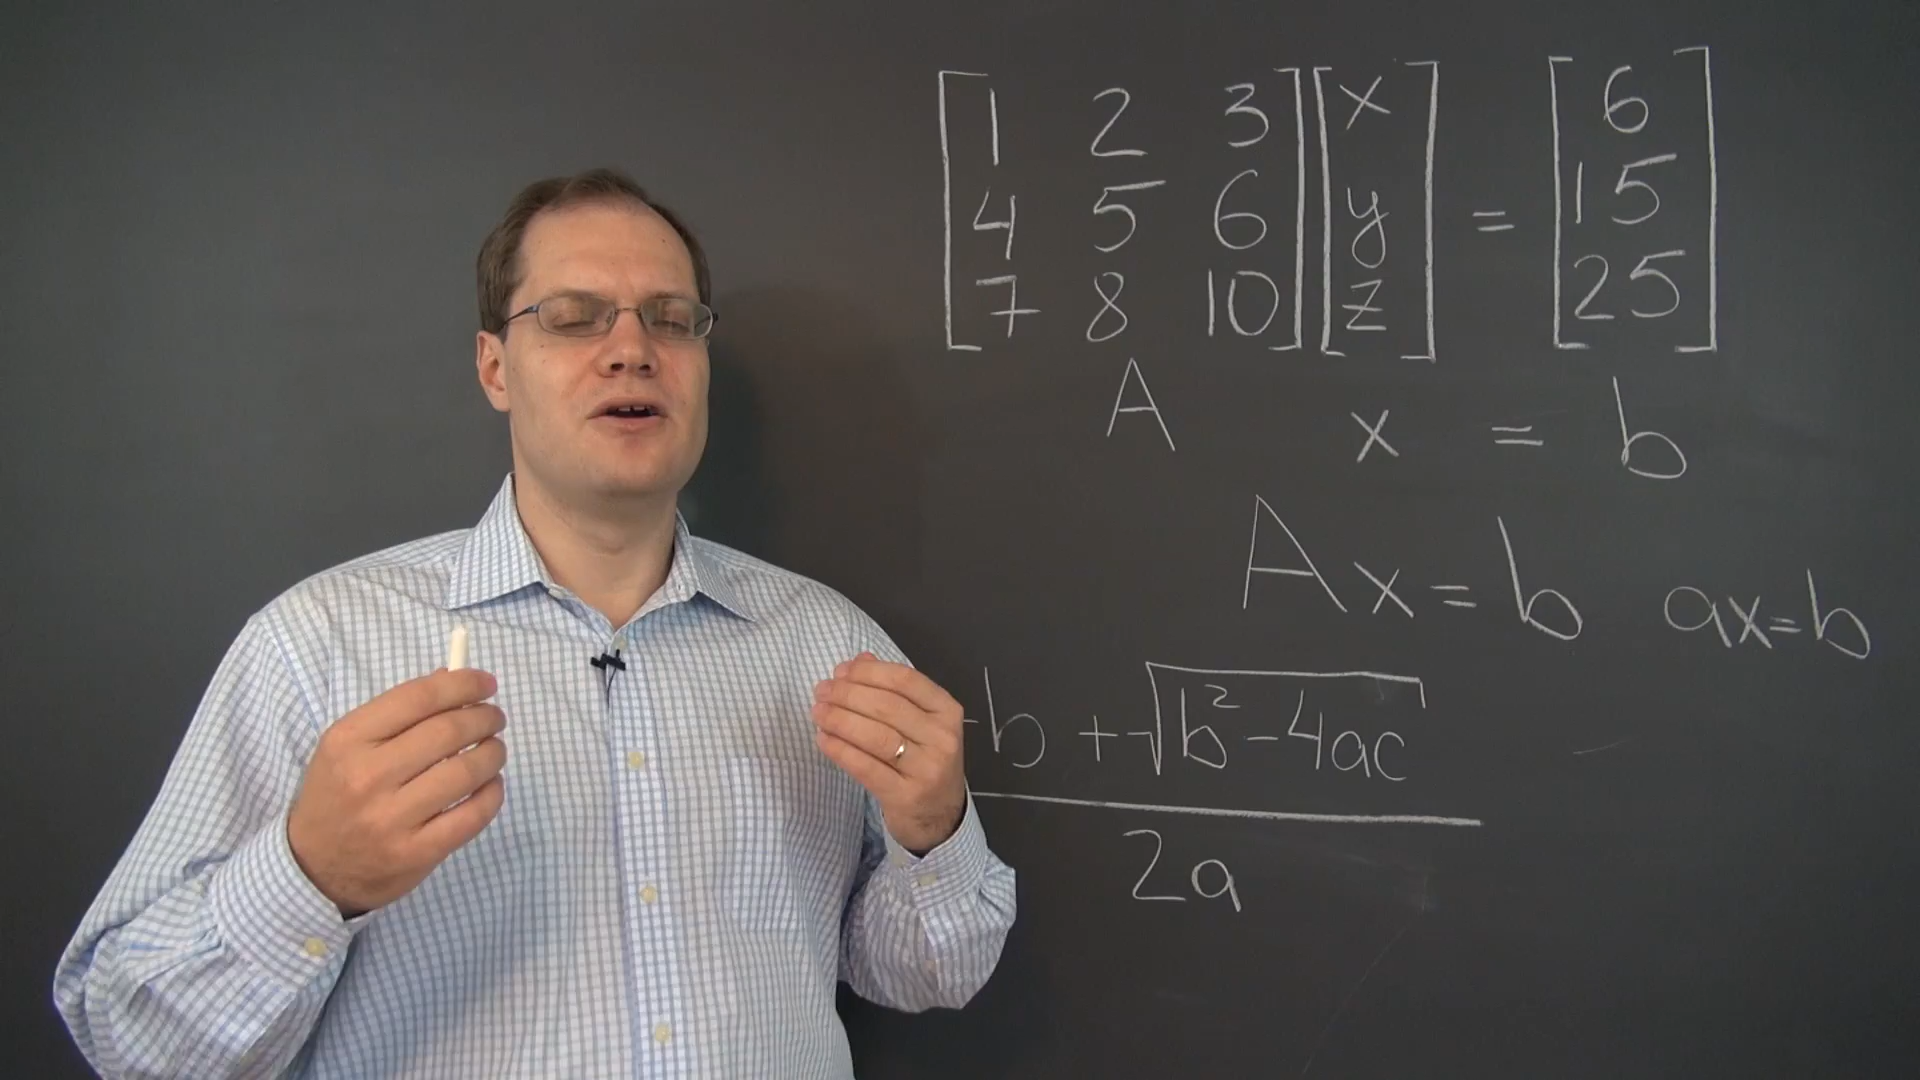 [1 2 3] [x] = [6]
[4 5 6] [y] [15]
[7 8 10] [z] [25]
A x = b
Ax=b ax=b
-b +√b²-4ac
2a